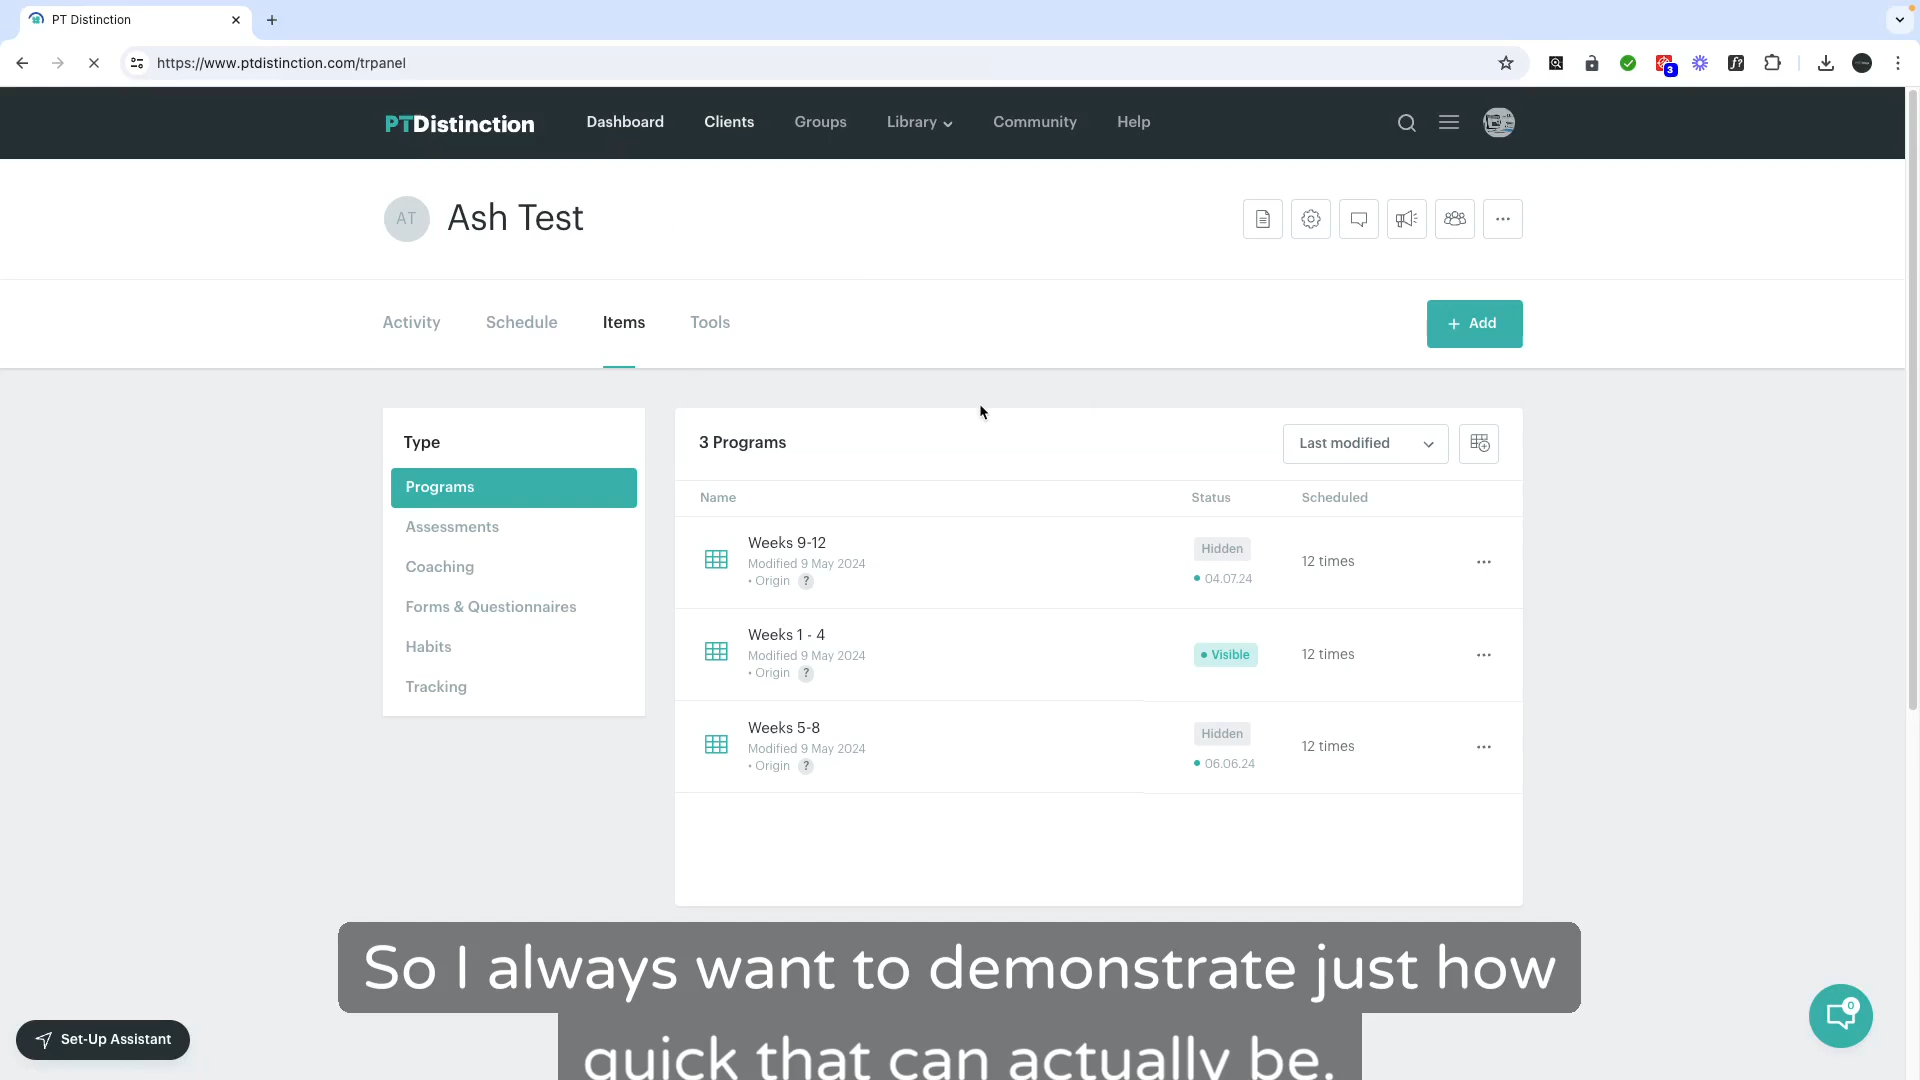 PT Distinction
https://www.ptdistinction.com/trpanel
3
PTDistinction
Dashboard
Clients
Groups
Library
Community
Help
AT
Ash Test
Activity
Schedule
Items
Tools
+ Add
Type
Programs
Assessments
Coaching
Forms & Questionnaires
Habits
Tracking
3 Programs
Last modified
Name
Status
Scheduled
Weeks 9-12
Modified 9 May 2024
• Origin ?
Hidden
• 04.07.24
12 times
Weeks 1 - 4
Modified 9 May 2024
• Origin ?
• Visible
12 times
Weeks 5-8
Modified 9 May 2024
• Origin ?
Hidden
• 06.06.24
12 times
So I always want to demonstrate just how
quick that can actually be.
Set-Up Assistant
0